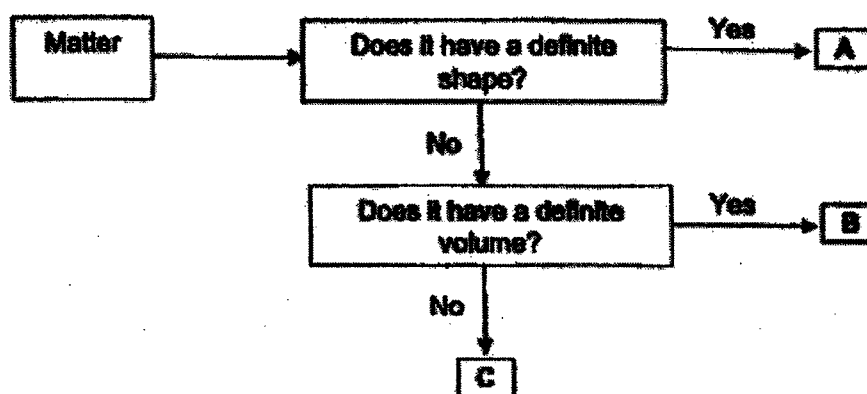 Matter
Does it have a definite
shape?
Yes
A
No
Does it have a definite
volume?
Yes
B
No
C